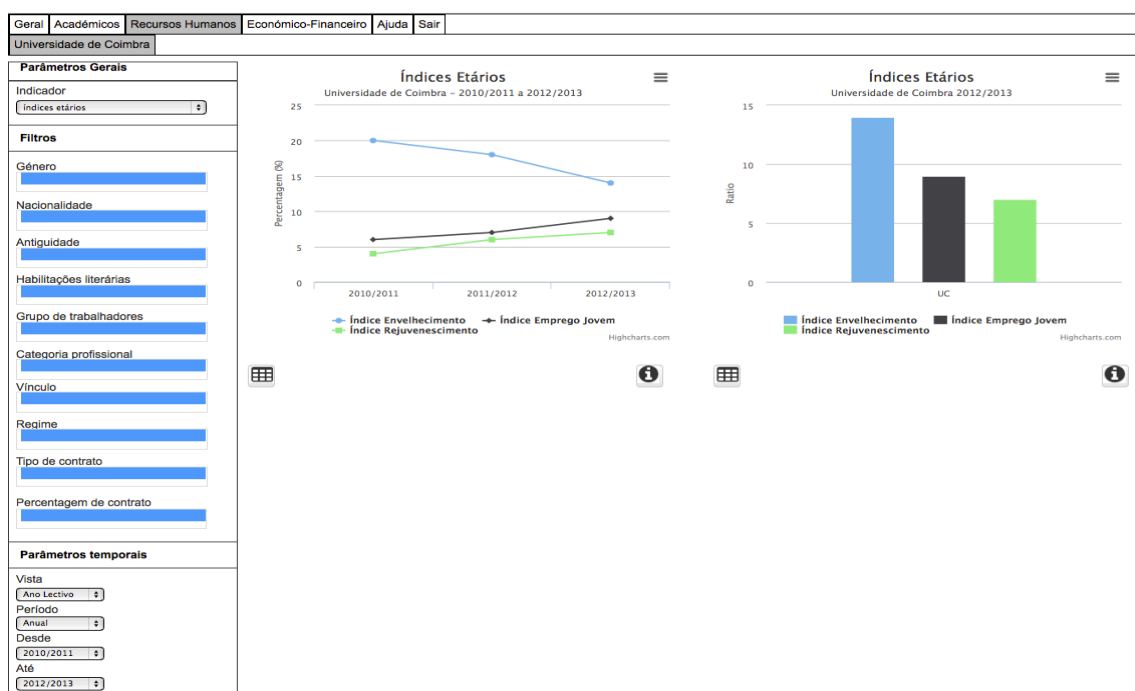 Geral Académicos Recursos Humanos Económico-Financeiro Ajuda Sair
Universidade de Coimbra
Parâmetros Gerais
Indicador
Índices etários
Filtros
Género
Nacionalidade
Antiguidade
Habilitações literárias
Grupo de trabalhadores
Categoria profissional
Vínculo
Regime
Tipo de contrato
Percentagem de contrato
Parâmetros temporais
Vista
Ano Lectivo
Período
Anual
Desde
2010/2011
Até
2012/2013
Índices Etários
Universidade de Coimbra - 2010/2011 a 2012/2013
Percentagem (%)
25
20
15
10
5
0
2010/2011 2011/2012 2012/2013
Índice Envelhecimento Índice Emprego Jovem
Índice Rejuvenescimento
Highcharts.com
Índices Etários
Universidade de Coimbra 2012/2013
Ratio
15
10
5
0
UC
Índice Envelhecimento Índice Emprego Jovem
Índice Rejuvenescimento
Highcharts.com